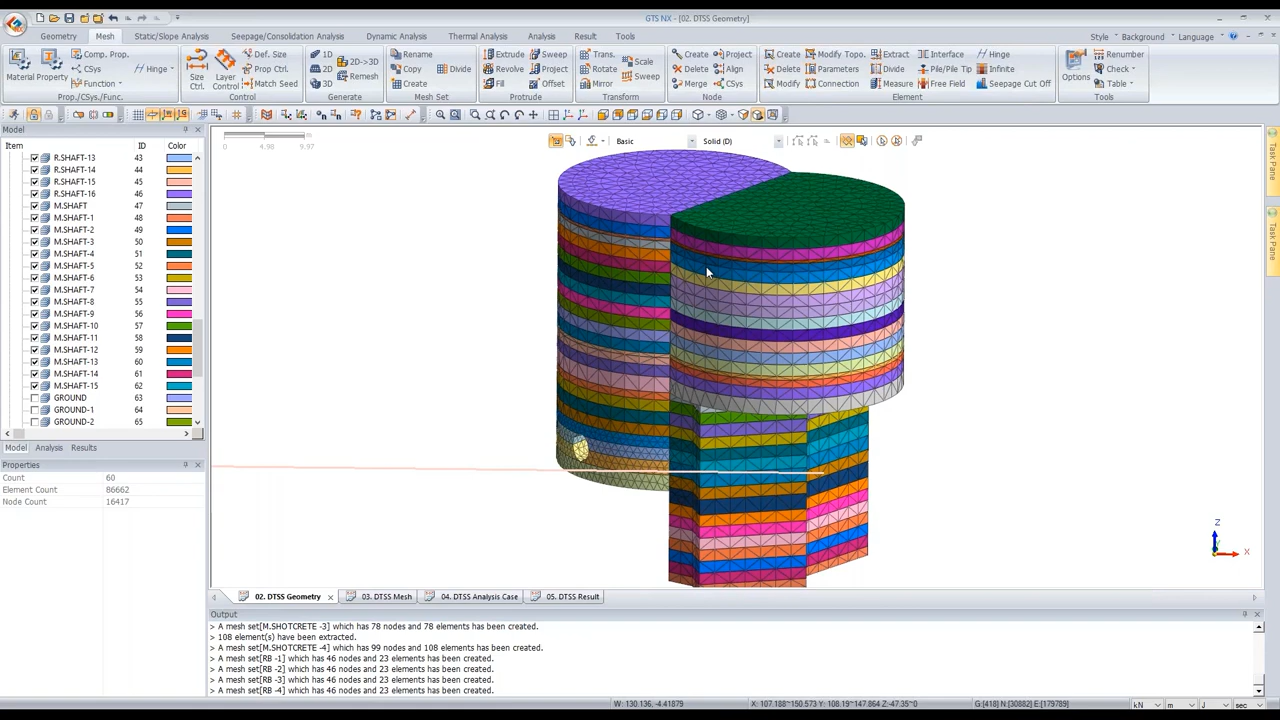 GTS NX - [02. DTSS Geometry]
Geometry Mesh Static/Slope Analysis Seepage/Consolidation Analysis Dynamic Analysis Thermal Analysis Analysis Result Tools Style Background Language
Material Property Comp. Prop. CSys Function Hinge
Prop./CSys./Func.
Size Ctrl. Layer Control Def. Size Prop Ctrl. Match Seed
Control
1D 2D 3D 2D->3D Remesh
Generate
Rename Copy Create Divide
Mesh Set
Extrude Revolve Fill Sweep Project Offset
Protrude
Trans. Rotate Mirror Scale Sweep
Transform
Create Delete Merge Project Align CSys
Node
Create Delete Modify Modify Topo. Parameters Connection Extract Divide Measure Interface Pile/Pile Tip Free Field Hinge Infinite Seepage Cut Off
Element
Options Renumber Check Table
Tools
Model
Item ID Color
R.SHAFT-13 43
R.SHAFT-14 44
R.SHAFT-15 45
R.SHAFT-16 46
M.SHAFT 47
M.SHAFT-1 48
M.SHAFT-2 49
M.SHAFT-3 50
M.SHAFT-4 51
M.SHAFT-5 52
M.SHAFT-6 53
M.SHAFT-7 54
M.SHAFT-8 55
M.SHAFT-9 56
M.SHAFT-10 57
M.SHAFT-11 58
M.SHAFT-12 59
M.SHAFT-13 60
M.SHAFT-14 61
M.SHAFT-15 62
GROUND 63
GROUND-1 64
GROUND-2 65
Model Analysis Results
Properties
Count 60
Element Count 86662
Node Count 16417
0 4.98 9.97 m
Basic Solid (D)
Task Pane
Task Pane
Z
Y
X
02. DTSS Geometry 03. DTSS Mesh 04. DTSS Analysis Case 05. DTSS Result
Output
> A mesh set[M.SHOTCRETE -3] which has 78 nodes and 78 elements has been created.
> 108 element(s) have been extracted.
> A mesh set[M.SHOTCRETE -4] which has 99 nodes and 108 elements has been created.
> A mesh set[RB -1] which has 46 nodes and 23 elements has been created.
> A mesh set[RB -2] which has 46 nodes and 23 elements has been created.
> A mesh set[RB -3] which has 46 nodes and 23 elements has been created.
> A mesh set[RB -4] which has 46 nodes and 23 elements has been created.
W: 130.136, -4.41879 X: 107.188~150.573 Y: 108.19~147.864 Z:-47.35~0 G:[418] N:[30882] E:[179789] kN m J sec